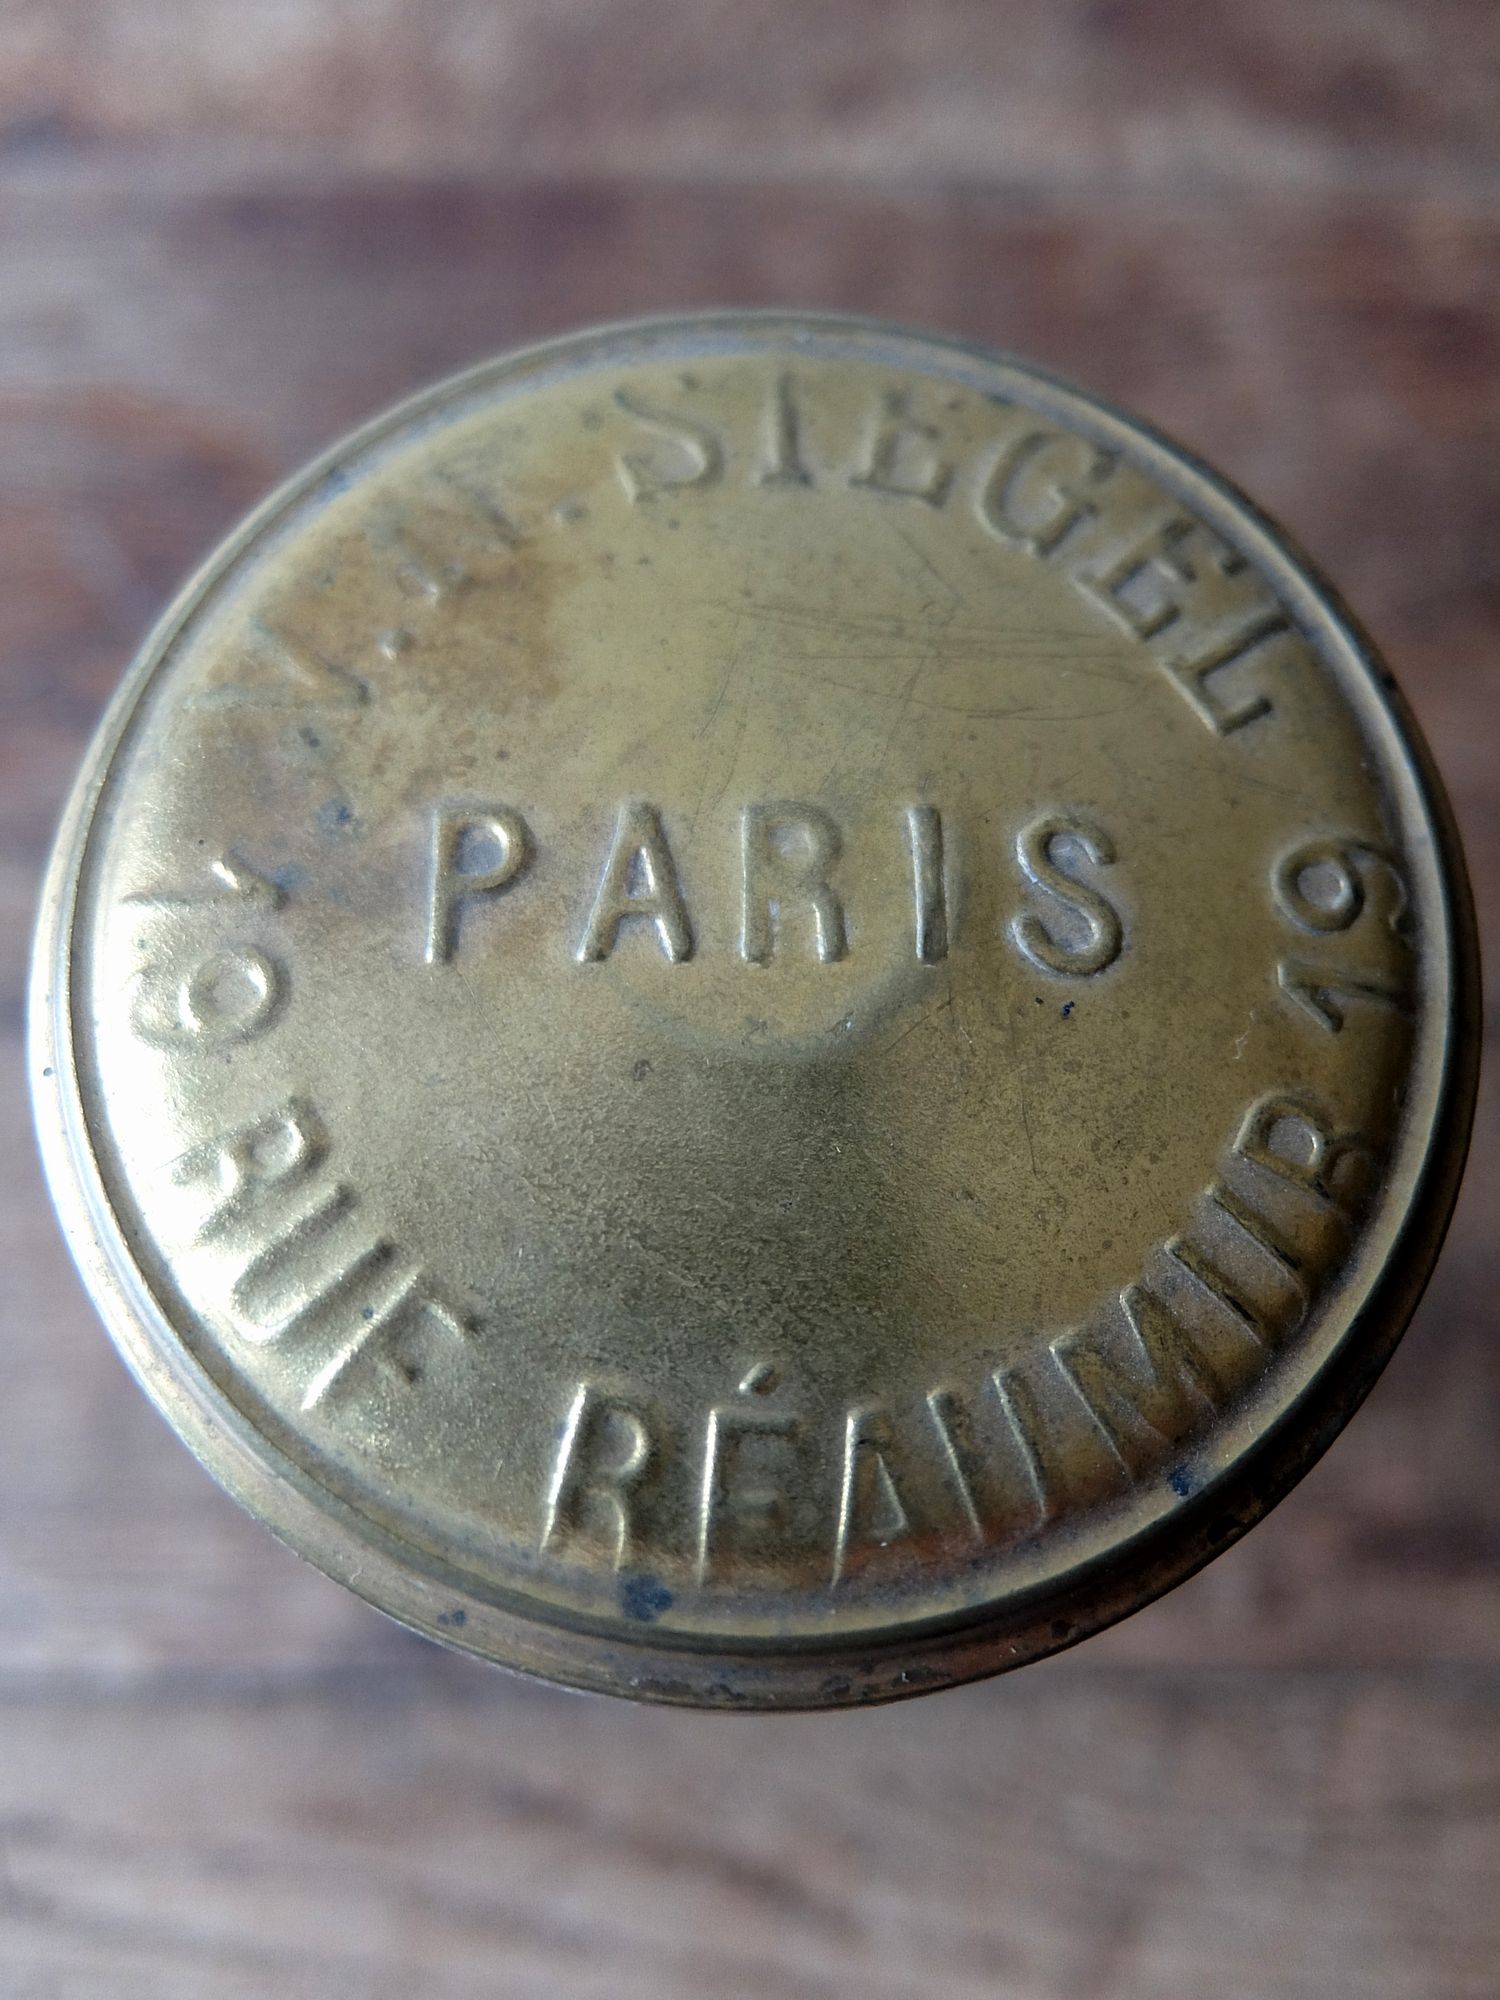 V.N. SIEGEL
PARIS
19 RUE RÉAUMUR 19